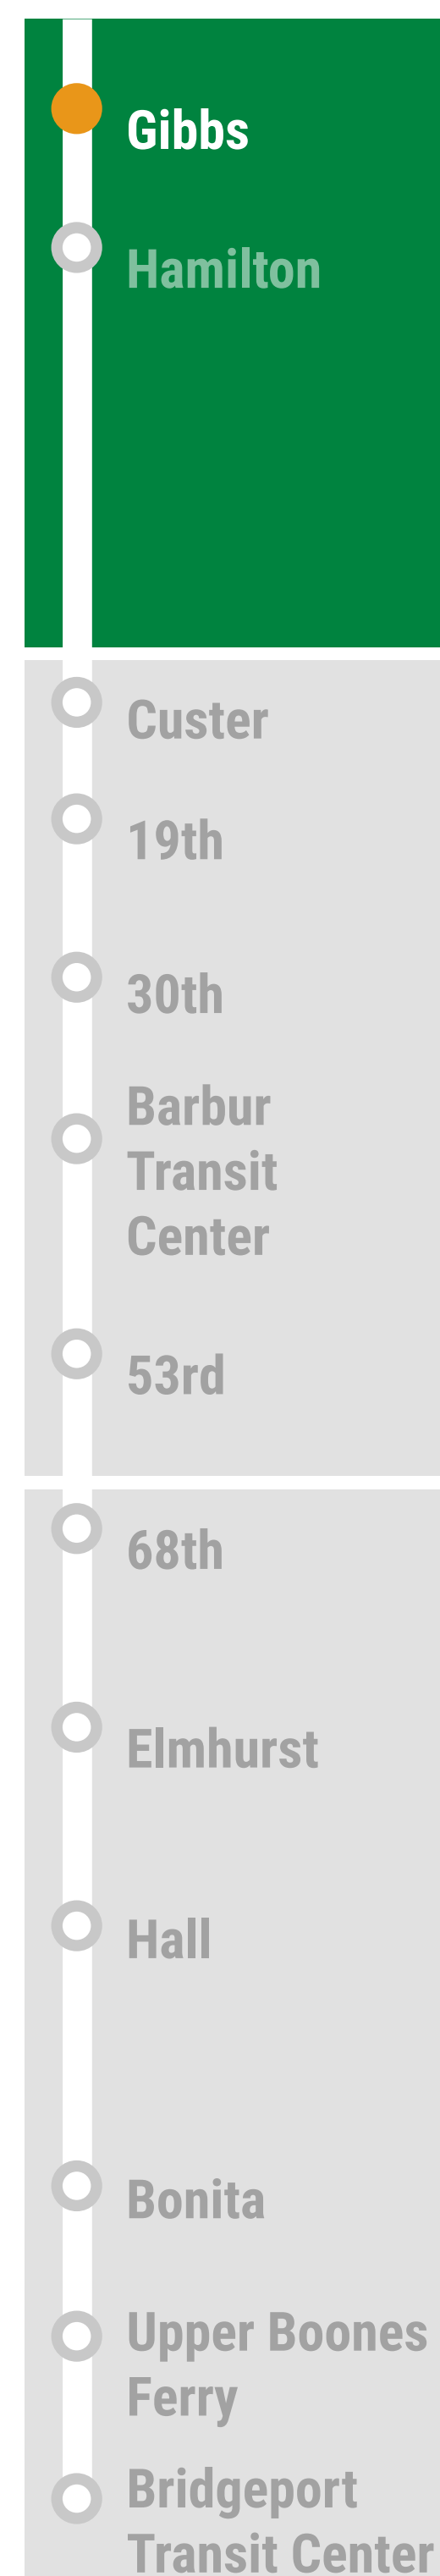 Gibbs
Hamilton
Custer
19th
30th
Barbur
Transit
Center
53rd
68th
Elmhurst
Hall
Bonita
Upper Boones
Ferry
Bridgeport
Transit Center